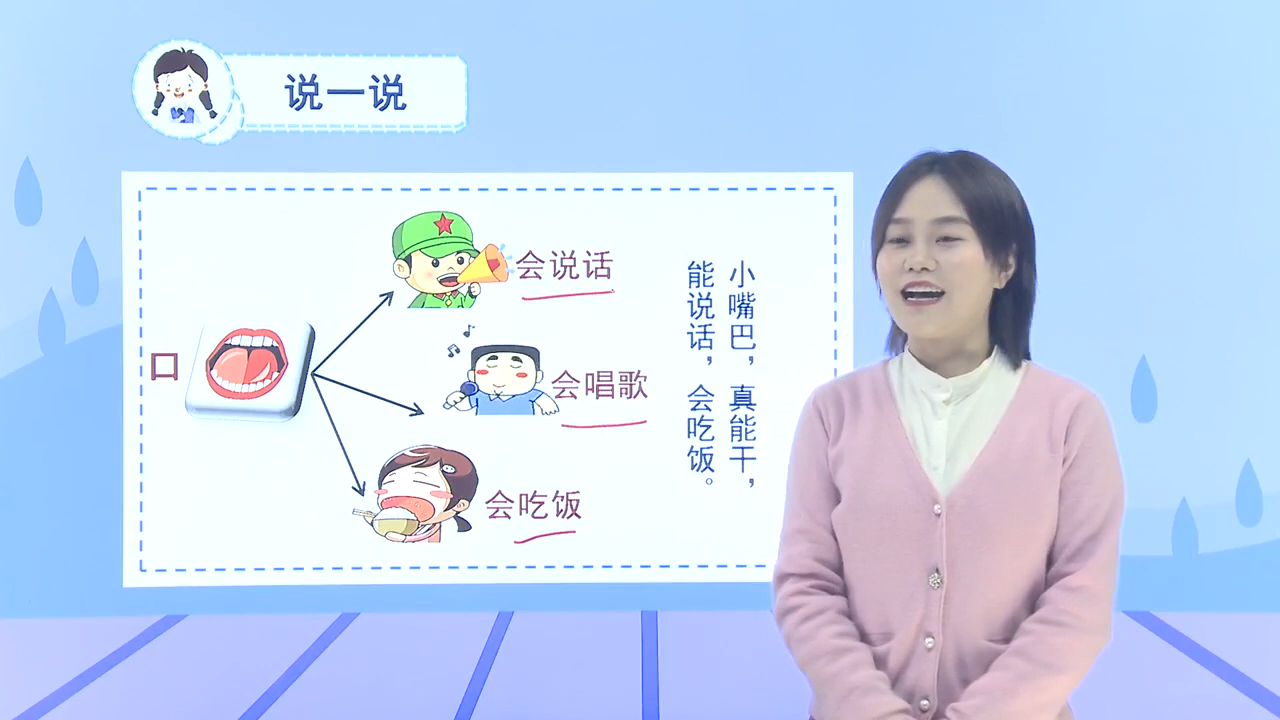 说一说
口
会说话
会唱歌
会吃饭
小嘴巴，真能干，
能说话，会吃饭。